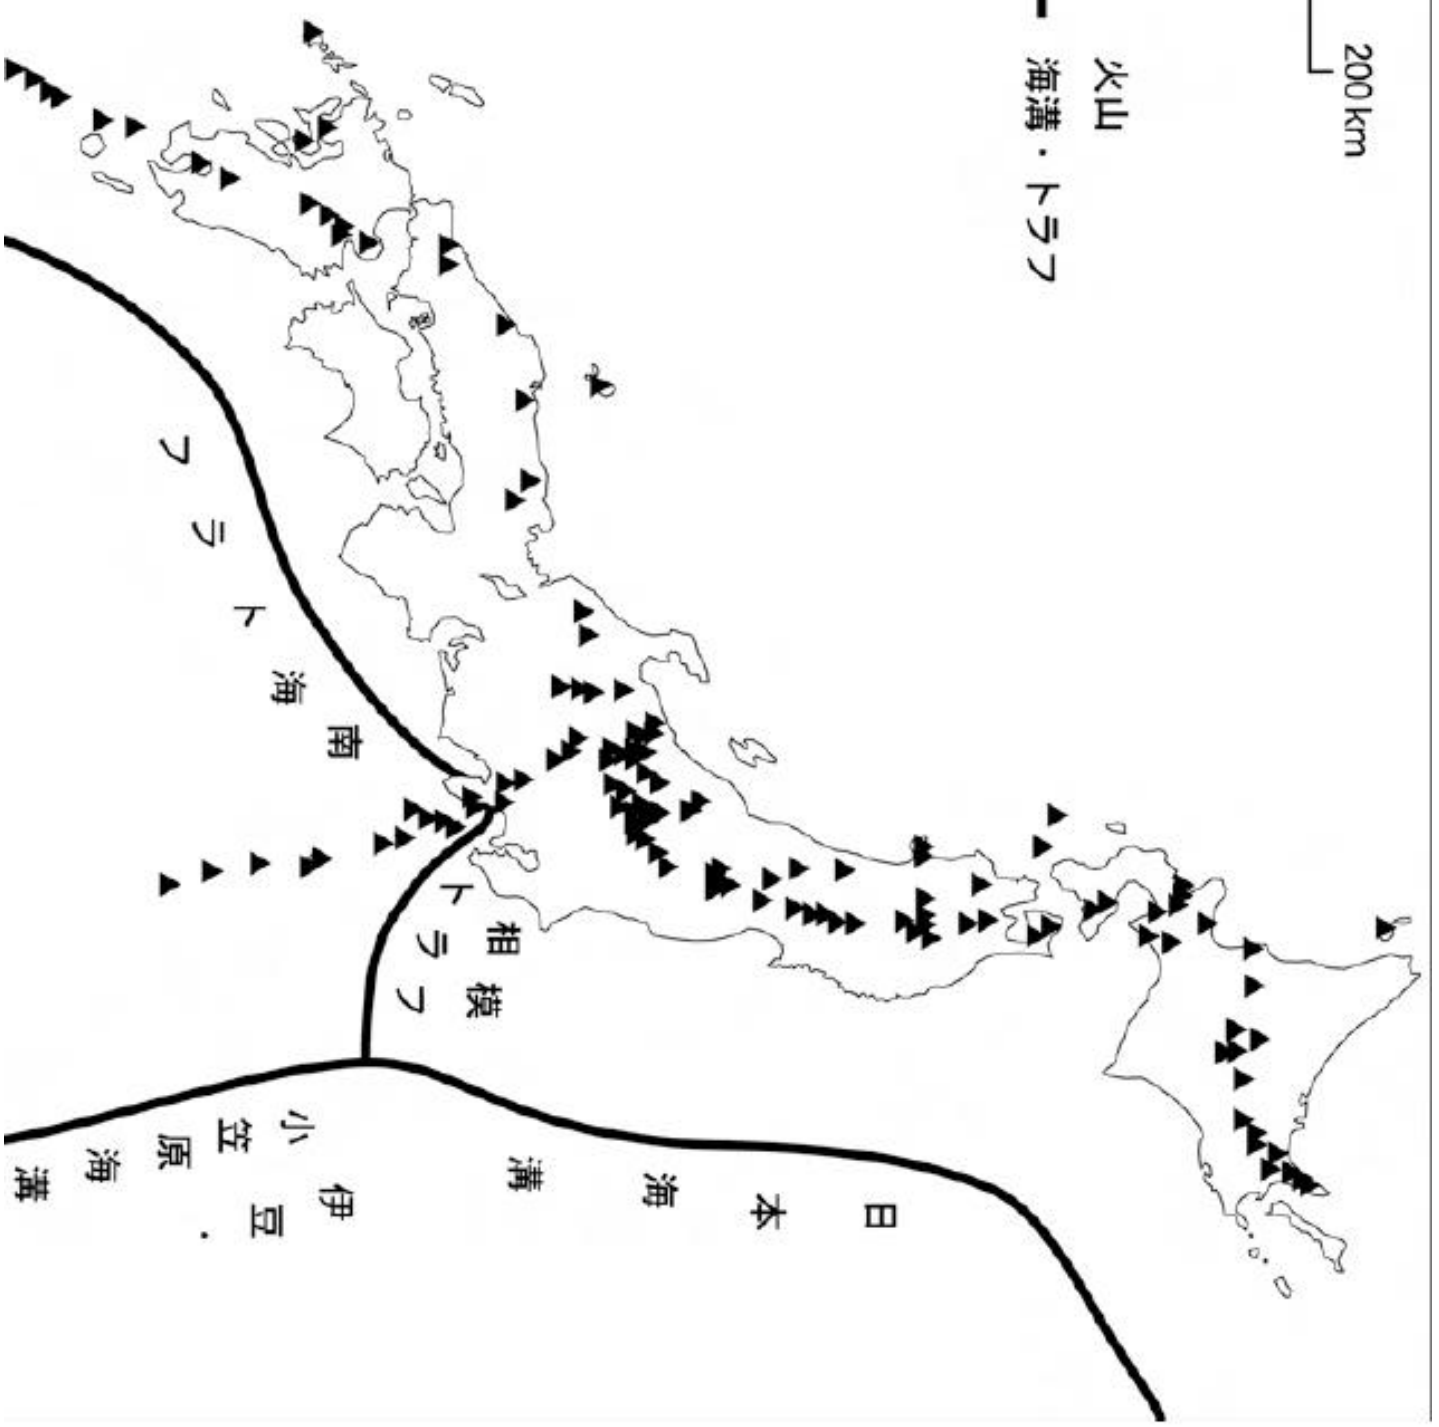 200 km
火山
海溝・トラフ
南海トラフ
相模
トラフ
日本海溝
伊豆・
小笠原海溝